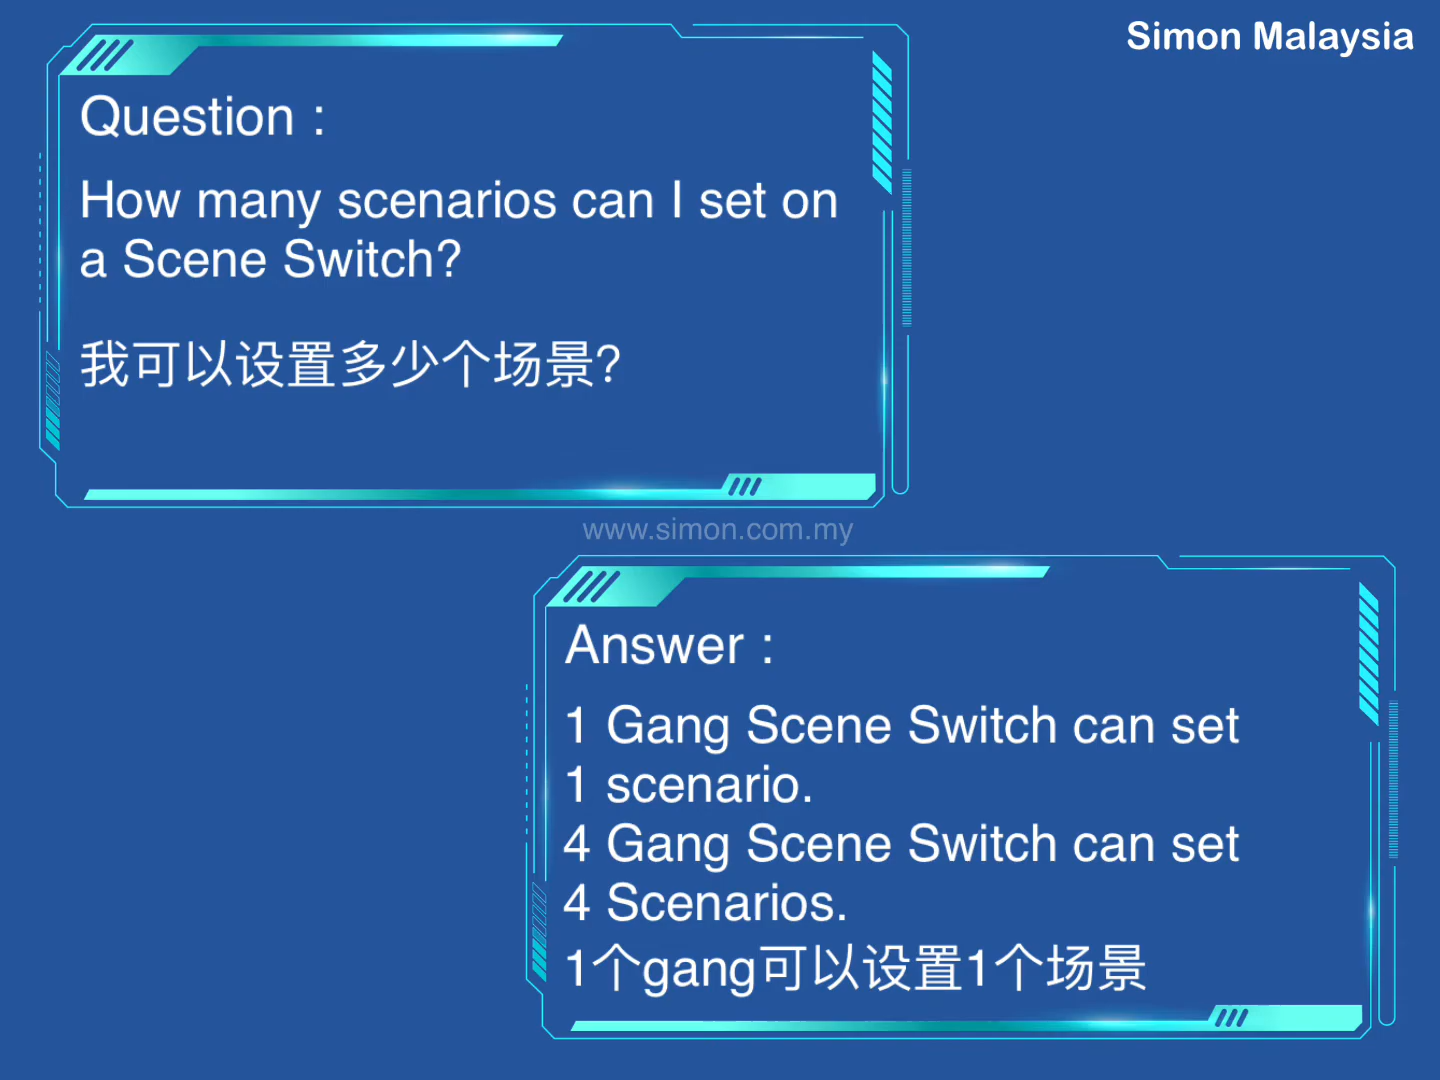 Simon Malaysia
Question :
How many scenarios can I set on
a Scene Switch?
我可以设置多少个场景?
www.simon.com.my
Answer :
1 Gang Scene Switch can set
1 scenario.
4 Gang Scene Switch can set
4 Scenarios.
1个gang可以设置1个场景